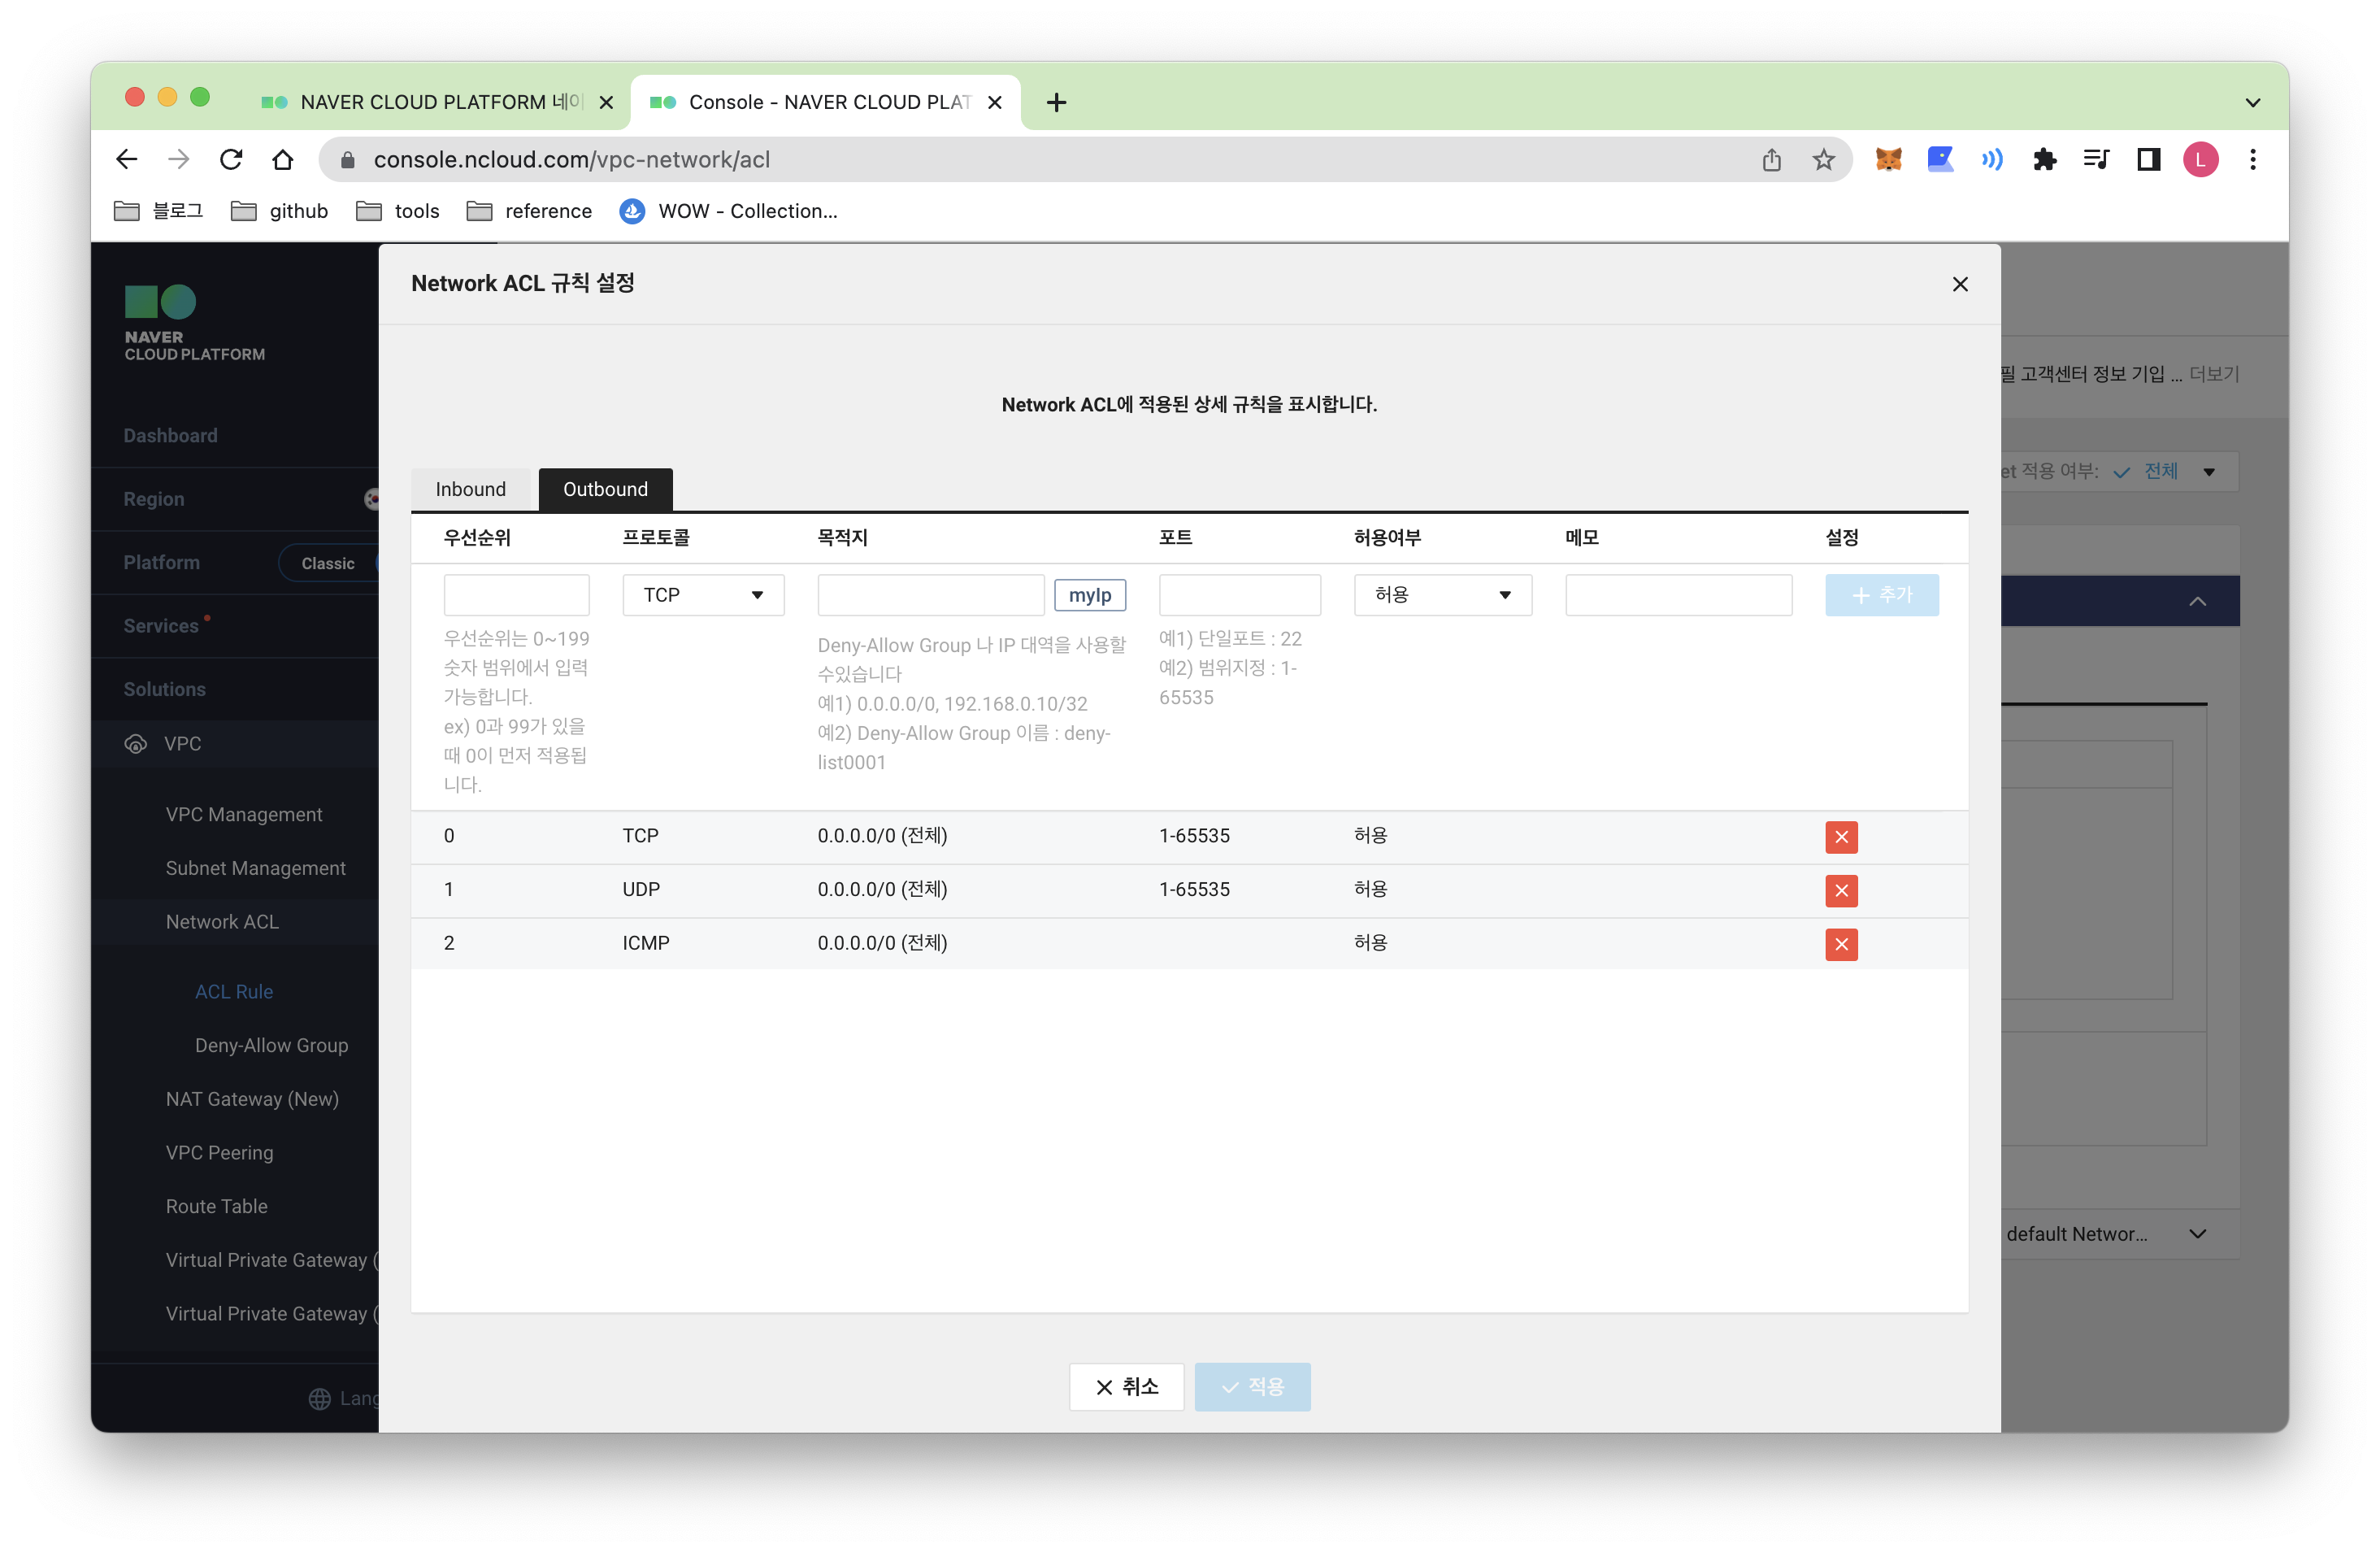 NAVER CLOUD PLATFORM 네이
Console - NAVER CLOUD PLAT
console.ncloud.com/vpc-network/acl
L
블로그
github
tools
reference
WOW - Collection...
NAVER
CLOUD PLATFORM
Dashboard
Region
Platform
Classic
Services
Solutions
VPC
VPC Management
Subnet Management
Network ACL
ACL Rule
Deny-Allow Group
NAT Gateway (New)
VPC Peering
Route Table
Virtual Private Gateway (
Virtual Private Gateway (
Lang
Network ACL 규칙 설정
Network ACL에 적용된 상세 규칙을 표시합니다.
Inbound
Outbound
우선순위 프로토콜 목적지 포트 허용여부 메모 설정
TCP myIp 허용 + 추가
우선순위는 0~199
숫자 범위에서 입력
가능합니다.
ex) 0과 99가 있을
때 0이 먼저 적용됩
니다.
Deny-Allow Group 나 IP 대역을 사용할
수있습니다
예1) 0.0.0.0/0, 192.168.0.10/32
예2) Deny-Allow Group 이름 : deny-
list0001
예1) 단일포트 : 22
예2) 범위지정 : 1-
65535
0 TCP 0.0.0.0/0 (전체) 1-65535 허용
1 UDP 0.0.0.0/0 (전체) 1-65535 허용
2 ICMP 0.0.0.0/0 (전체) 허용
취소
적용
필 고객센터 정보 기입 ... 더보기
et 적용 여부: 전체
default Networ...